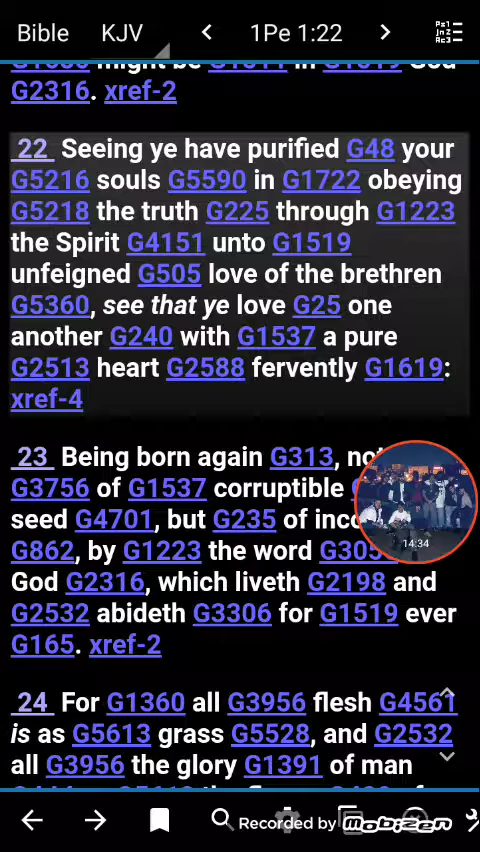 Bible KJV 1Pe 1:22
might be in God
G2316. xref-2
22 Seeing ye have purified G48 your
G5216 souls G5590 in G1722 obeying
G5218 the truth G225 through G1223
the Spirit G4151 unto G1519
unfeigned G505 love of the brethren
G5360, see that ye love G25 one
another G240 with G1537 a pure
G2513 heart G2588 fervently G1619:
xref-4
23 Being born again G313,
G3756 of G1537 corruptible
seed G4701, but G235 of
G862, by G1223 the word
14:34
God G2316, which liveth G2198 and
G2532 abideth G3306 for G1519 ever
G165. xref-2
24 For G1360 all G3956 flesh G4561
is as G5613 grass G5528, and G2532
all G3956 the glory G1391 of man
Recorded by mobizen